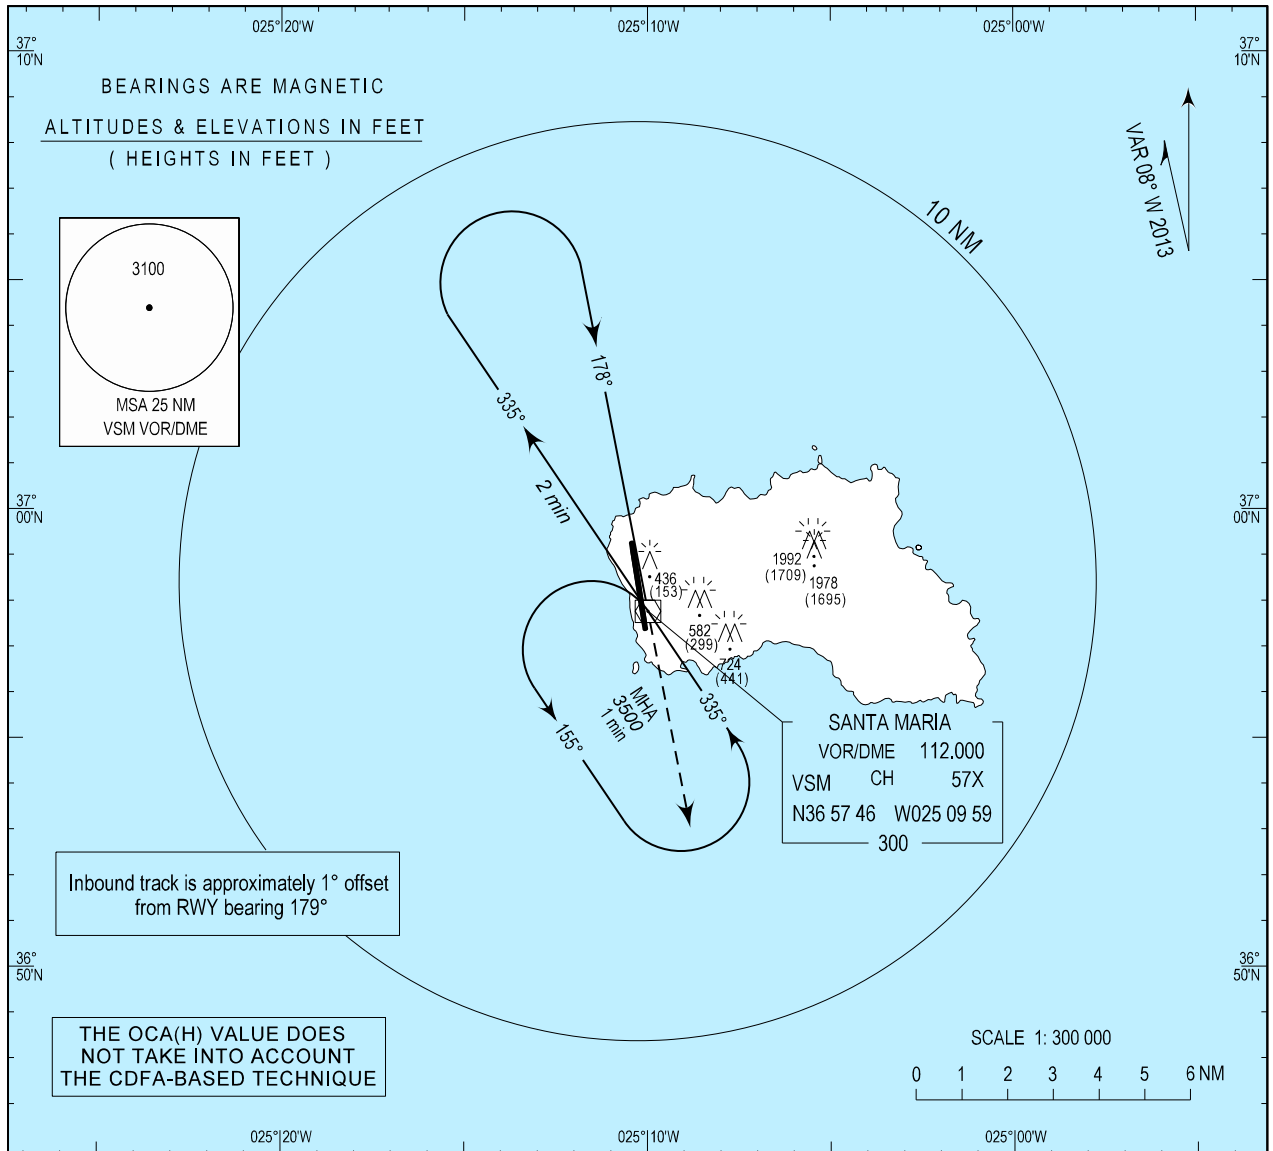 025°20'W
025°10'W
025°00'W
37°
10'N
37°
10'N
BEARINGS ARE MAGNETIC
ALTITUDES & ELEVATIONS IN FEET
( HEIGHTS IN FEET )
VAR 08° W 2013
10 NM
3100
MSA 25 NM
VSM VOR/DME
178°
335°
2 min
37°
00'N
37°
00'N
436
(153)
1992
(1709)
1978
(1695)
582
(299)
724
(441)
MHA
3500
1 min
335°
155°
SANTA MARIA
VOR/DME 112.000
VSM CH 57X
N36 57 46 W025 09 59
300
Inbound track is approximately 1° offset
from RWY bearing 179°
36°
50'N
36°
50'N
THE OCA(H) VALUE DOES
NOT TAKE INTO ACCOUNT
THE CDFA-BASED TECHNIQUE
SCALE 1: 300 000
0 1 2 3 4 5 6 NM
025°20'W
025°10'W
025°00'W